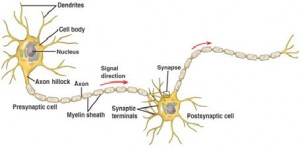 Dendrites
Cell body
Nucleus
Axon hillock
Axon
Signal
direction
Synapse
Presynaptic cell
Myelin sheath
Synaptic
terminals
Postsynaptic cell